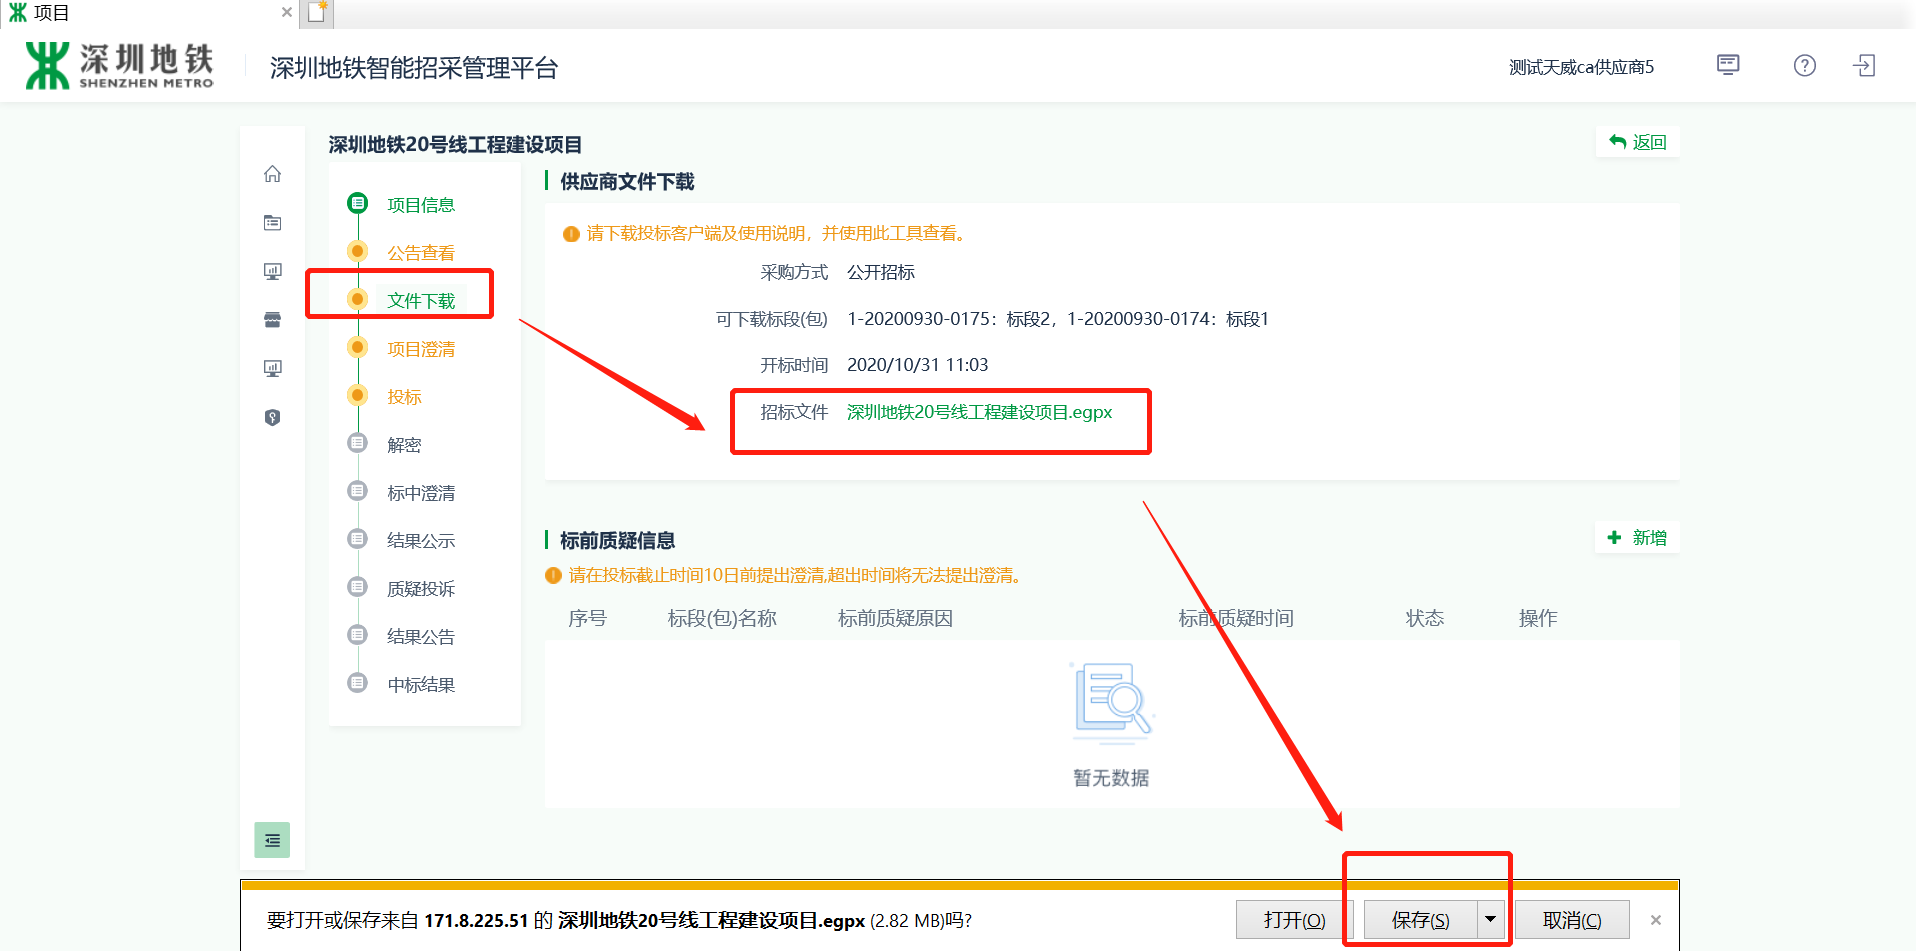 项目
深圳地铁
SHENZHEN METRO
深圳地铁智能招采管理平台
测试天威ca供应商5
深圳地铁20号线工程建设项目
返回
项目信息
公告查看
文件下载
项目澄清
投标
解密
标中澄清
结果公示
质疑投诉
结果公告
中标结果
供应商文件下载
请下载投标客户端及使用说明，并使用此工具查看。
采购方式 公开招标
可下载标段(包) 1-20200930-0175：标段2，1-20200930-0174：标段1
开标时间 2020/10/31 11:03
招标文件 深圳地铁20号线工程建设项目.egpx
标前质疑信息
新增
请在投标截止时间10日前提出澄清,超出时间将无法提出澄清。
序号 标段(包)名称 标前质疑原因 标前质疑时间 状态 操作
暂无数据
要打开或保存来自 171.8.225.51 的 深圳地铁20号线工程建设项目.egpx (2.82 MB)吗?
打开(O) 保存(S) 取消(C)